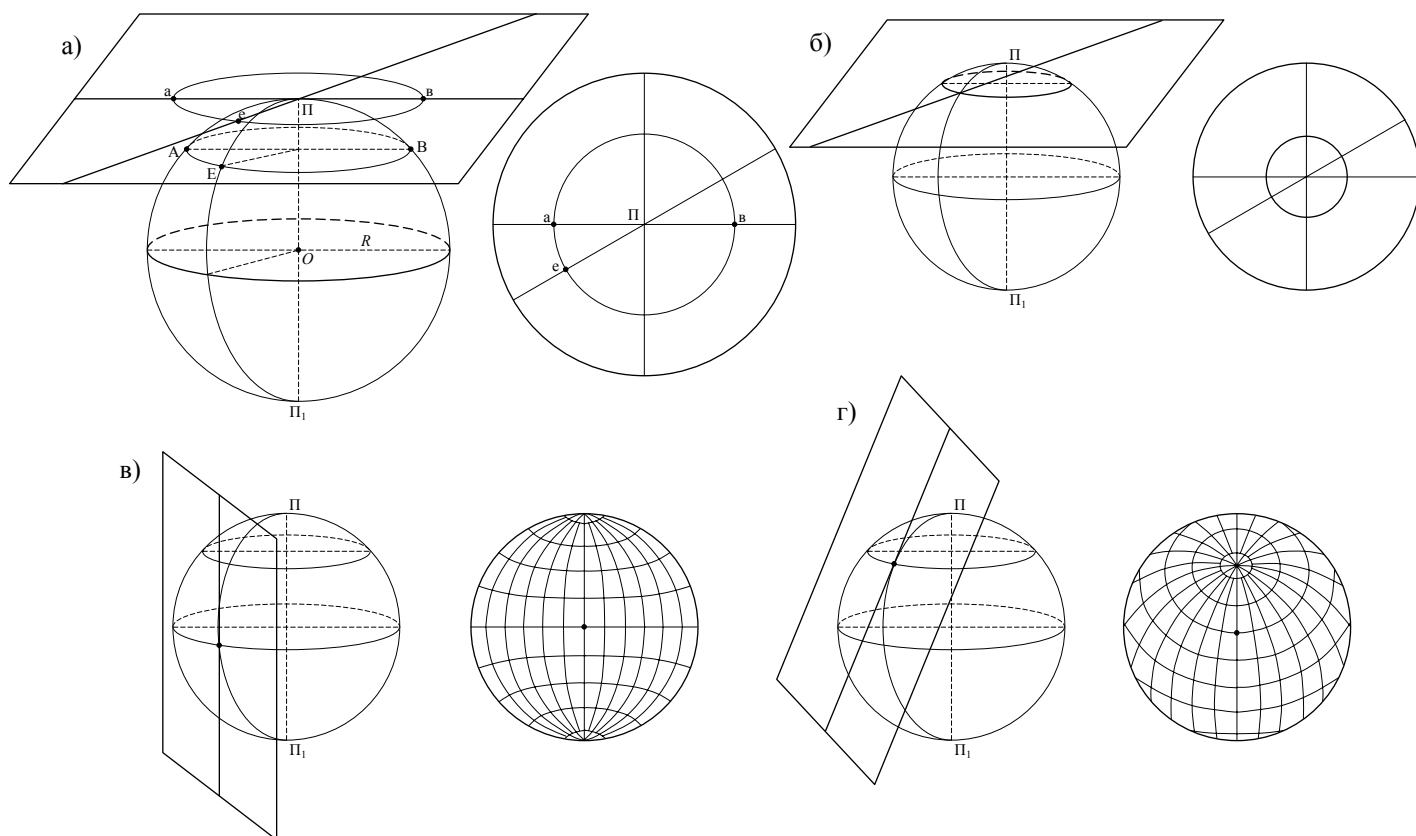 а)
а
в
П
е
А
В
Е
R
О
П₁
а
П
в
е
б)
П
П₁
в)
П
П₁
г)
П
П₁